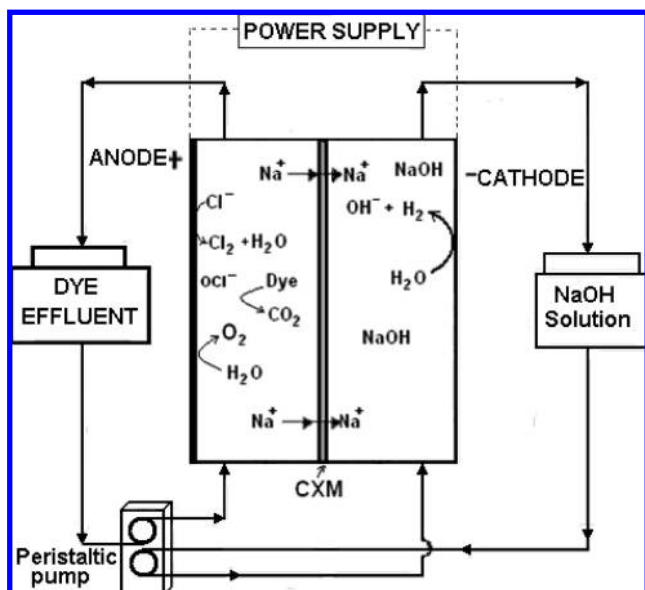 POWER SUPPLY
ANODE+
−CATHODE
Na⁺ → Na⁺
NaOH
Cl⁻
OH⁻ + H₂
Cl₂ + H₂O
OCl⁻
Dye
H₂O
CO₂
DYE
EFFLUENT
NaOH
Solution
O₂
NaOH
H₂O
Na⁺ → Na⁺
CXM
Peristaltic
pump